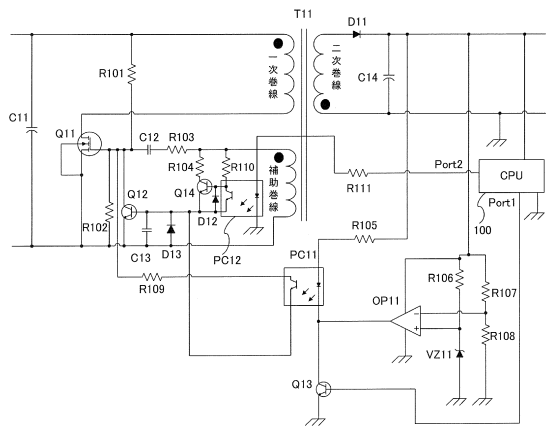 T11
D11
R101
一次巻線
二次巻線
C14
C11
Q11
C12
R103
R104
R110
補助巻線
Port2
CPU
R111
Port1
Q14
Q12
D12
100
R102
R105
C13
D13
PC12
PC11
R109
R106
R107
OP11
−
+
R108
VZ11
Q13